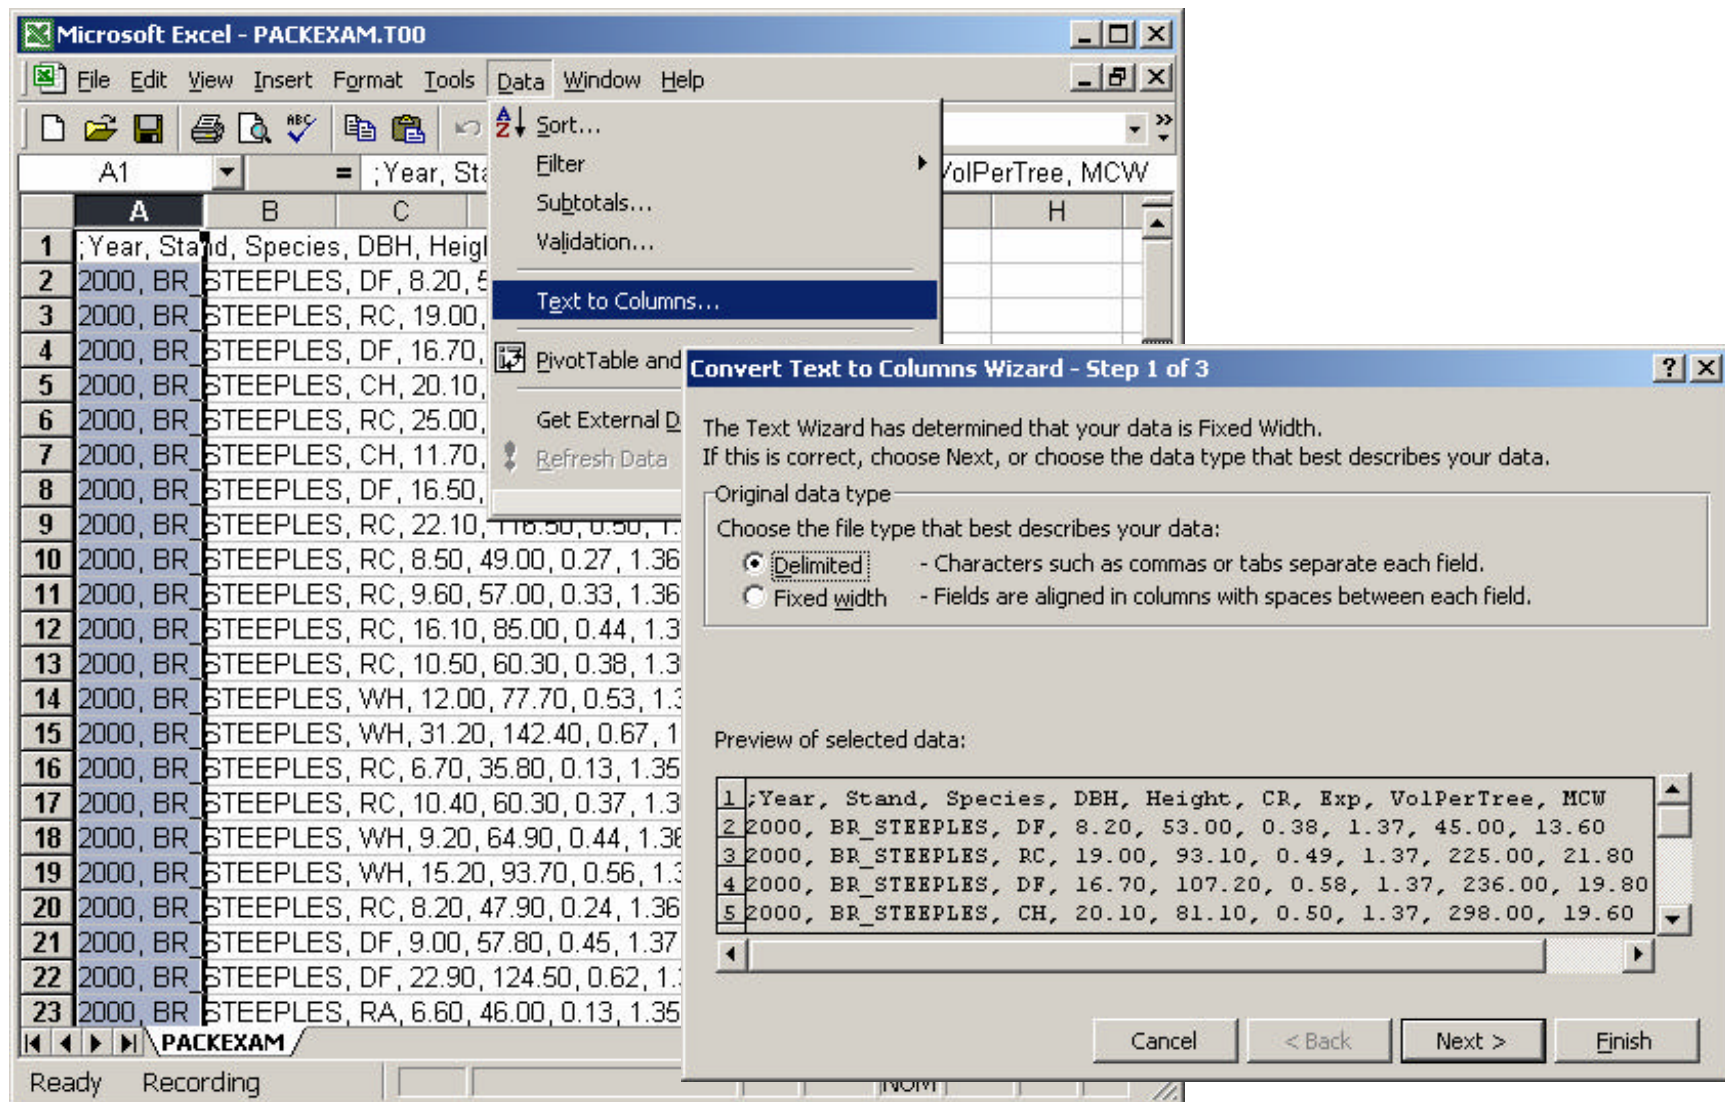 Microsoft Excel - PACKEXAM.T00
File Edit View Insert Format Tools Data Window Help
ABC
A1 = ;Year, Sta
VolPerTree, MCW
Sort...
Filter
Subtotals...
Validation...
Text to Columns...
PivotTable and
Get External D
Refresh Data
A B C H
1 ;Year, Stand, Species, DBH, Heigh
2 2000, BR_STEEPLES, DF, 8.20, 5
3 2000, BR_STEEPLES, RC, 19.00,
4 2000, BR_STEEPLES, DF, 16.70,
5 2000, BR_STEEPLES, CH, 20.10,
6 2000, BR_STEEPLES, RC, 25.00,
7 2000, BR_STEEPLES, CH, 11.70,
8 2000, BR_STEEPLES, DF, 16.50,
9 2000, BR_STEEPLES, RC, 22.10, 116.50, 0.50, 1.
10 2000, BR_STEEPLES, RC, 8.50, 49.00, 0.27, 1.36
11 2000, BR_STEEPLES, RC, 9.60, 57.00, 0.33, 1.36
12 2000, BR_STEEPLES, RC, 16.10, 85.00, 0.44, 1.3
13 2000, BR_STEEPLES, RC, 10.50, 60.30, 0.38, 1.3
14 2000, BR_STEEPLES, WH, 12.00, 77.70, 0.53, 1.3
15 2000, BR_STEEPLES, WH, 31.20, 142.40, 0.67, 1
16 2000, BR_STEEPLES, RC, 6.70, 35.80, 0.13, 1.35
17 2000, BR_STEEPLES, RC, 10.40, 60.30, 0.37, 1.3
18 2000, BR_STEEPLES, WH, 9.20, 64.90, 0.44, 1.36
19 2000, BR_STEEPLES, WH, 15.20, 93.70, 0.56, 1.3
20 2000, BR_STEEPLES, RC, 8.20, 47.90, 0.24, 1.36
21 2000, BR_STEEPLES, DF, 9.00, 57.80, 0.45, 1.37
22 2000, BR_STEEPLES, DF, 22.90, 124.50, 0.62, 1.
23 2000, BR_STEEPLES, RA, 6.60, 46.00, 0.13, 1.35
PACKEXAM
Ready Recording NUM
Convert Text to Columns Wizard - Step 1 of 3
The Text Wizard has determined that your data is Fixed Width.
If this is correct, choose Next, or choose the data type that best describes your data.
Original data type
Choose the file type that best describes your data:
Delimited - Characters such as commas or tabs separate each field.
Fixed width - Fields are aligned in columns with spaces between each field.
Preview of selected data:
1 ;Year, Stand, Species, DBH, Height, CR, Exp, VolPerTree, MCW
2 2000, BR_STEEPLES, DF, 8.20, 53.00, 0.38, 1.37, 45.00, 13.60
3 2000, BR_STEEPLES, RC, 19.00, 93.10, 0.49, 1.37, 225.00, 21.80
4 2000, BR_STEEPLES, DF, 16.70, 107.20, 0.58, 1.37, 236.00, 19.80
5 2000, BR_STEEPLES, CH, 20.10, 81.10, 0.50, 1.37, 298.00, 19.60
Cancel < Back Next > Finish